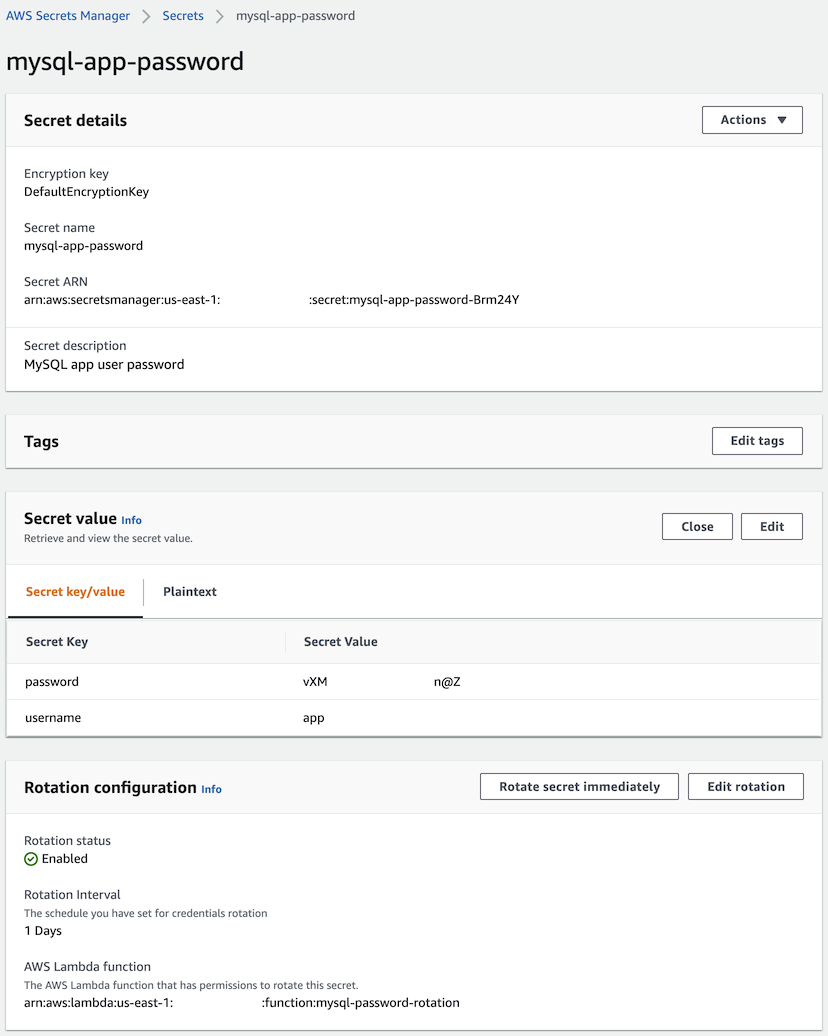 AWS Secrets Manager > Secrets > mysql-app-password
mysql-app-password
Secret details
Actions ▼
Encryption key
DefaultEncryptionKey
Secret name
mysql-app-password
Secret ARN
arn:aws:secretsmanager:us-east-1: :secret:mysql-app-password-Brm24Y
Secret description
MySQL app user password
Tags
Edit tags
Secret value Info
Retrieve and view the secret value.
Close Edit
Secret key/value Plaintext
Secret Key Secret Value
password vXM n@Z
username app
Rotation configuration Info
Rotate secret immediately Edit rotation
Rotation status
Enabled
Rotation Interval
The schedule you have set for credentials rotation
1 Days
AWS Lambda function
The AWS Lambda function that has permissions to rotate this secret.
arn:aws:lambda:us-east-1: :function:mysql-password-rotation